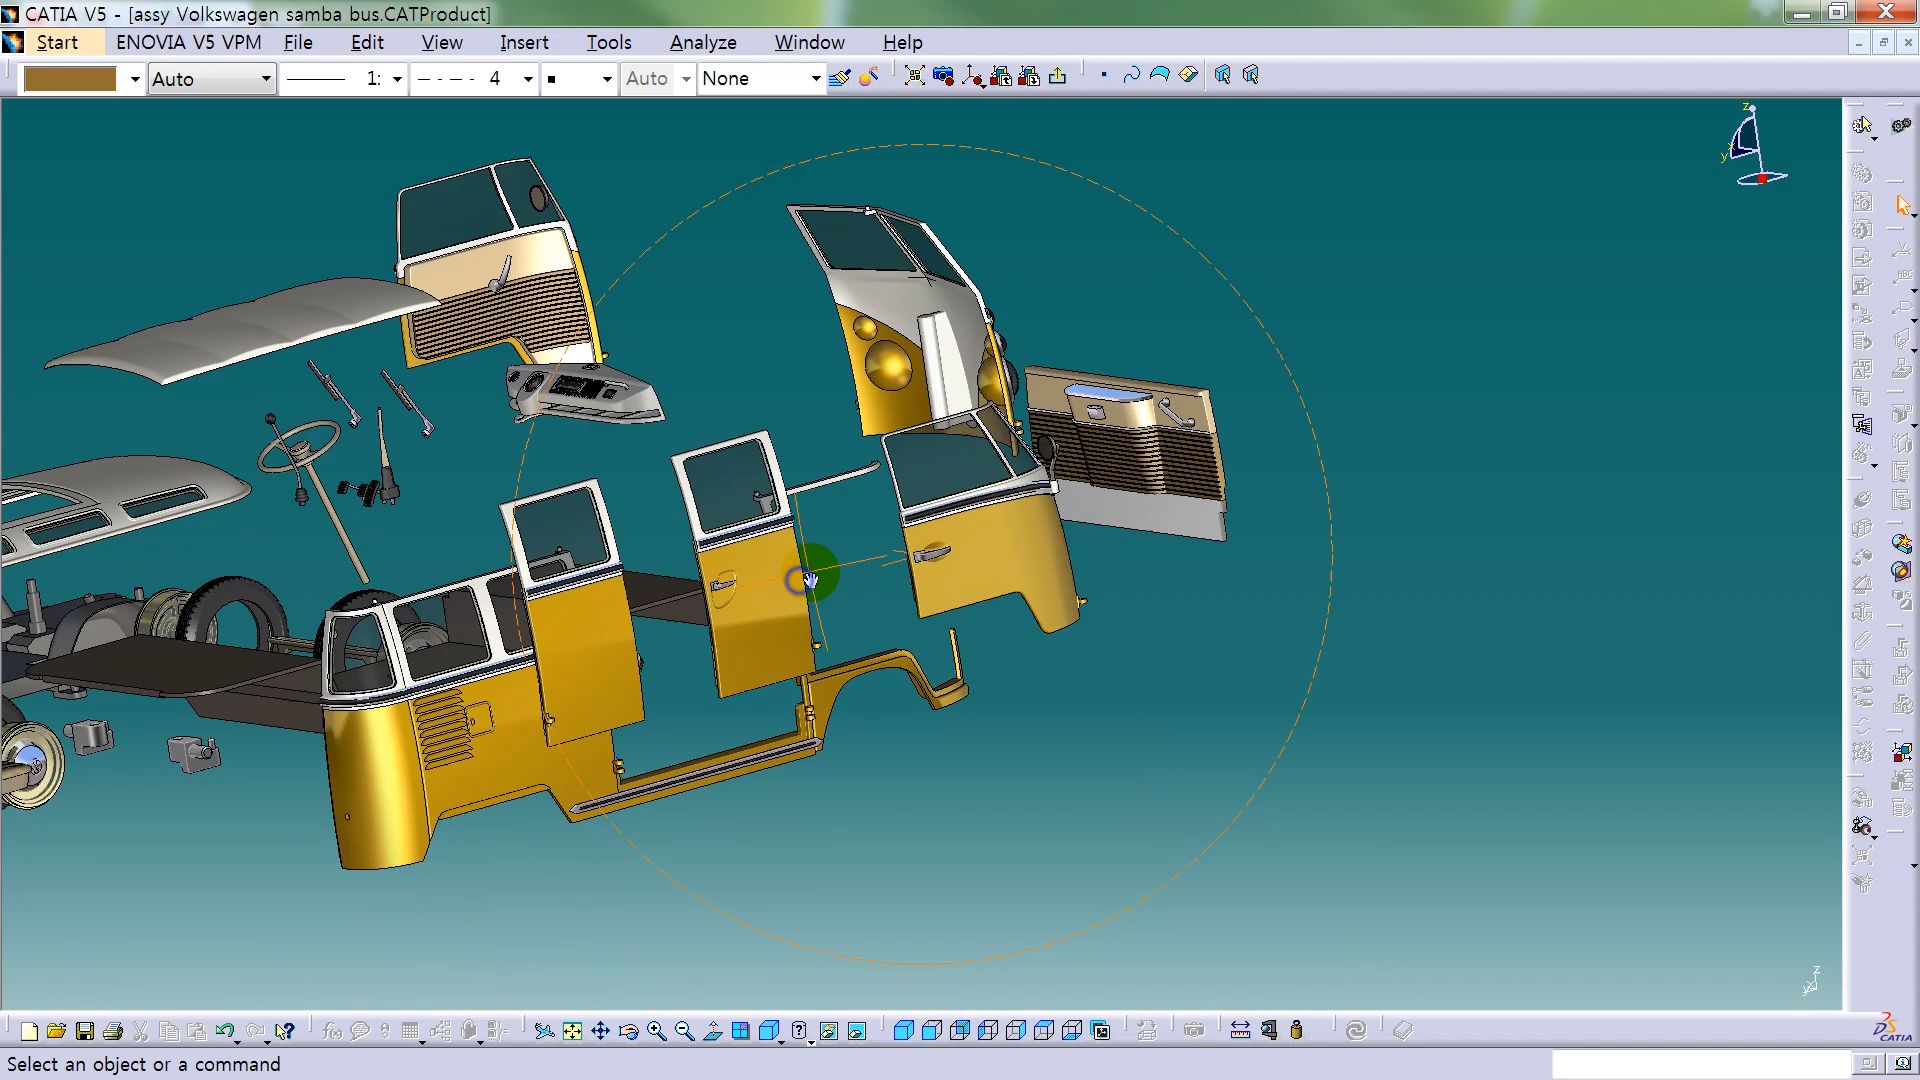 CATIA V5 - [assy Volkswagen samba bus.CATProduct]
Start ENOVIA V5 VPM File Edit View Insert Tools Analyze Window Help
Auto 1: 4 Auto None
z
y
z
CATIA
Select an object or a command